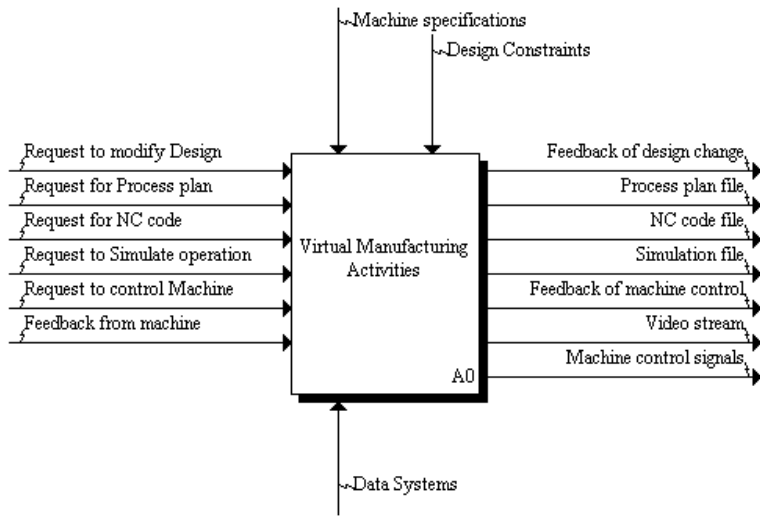 Machine specifications
Design Constraints
Request to modify Design
Request for Process plan
Request for NC code
Request to Simulate operation
Request to control Machine
Feedback from machine
Virtual Manufacturing
Activities
A0
Feedback of design change
Process plan file
NC code file
Simulation file
Feedback of machine control
Video stream
Machine control signals
Data Systems